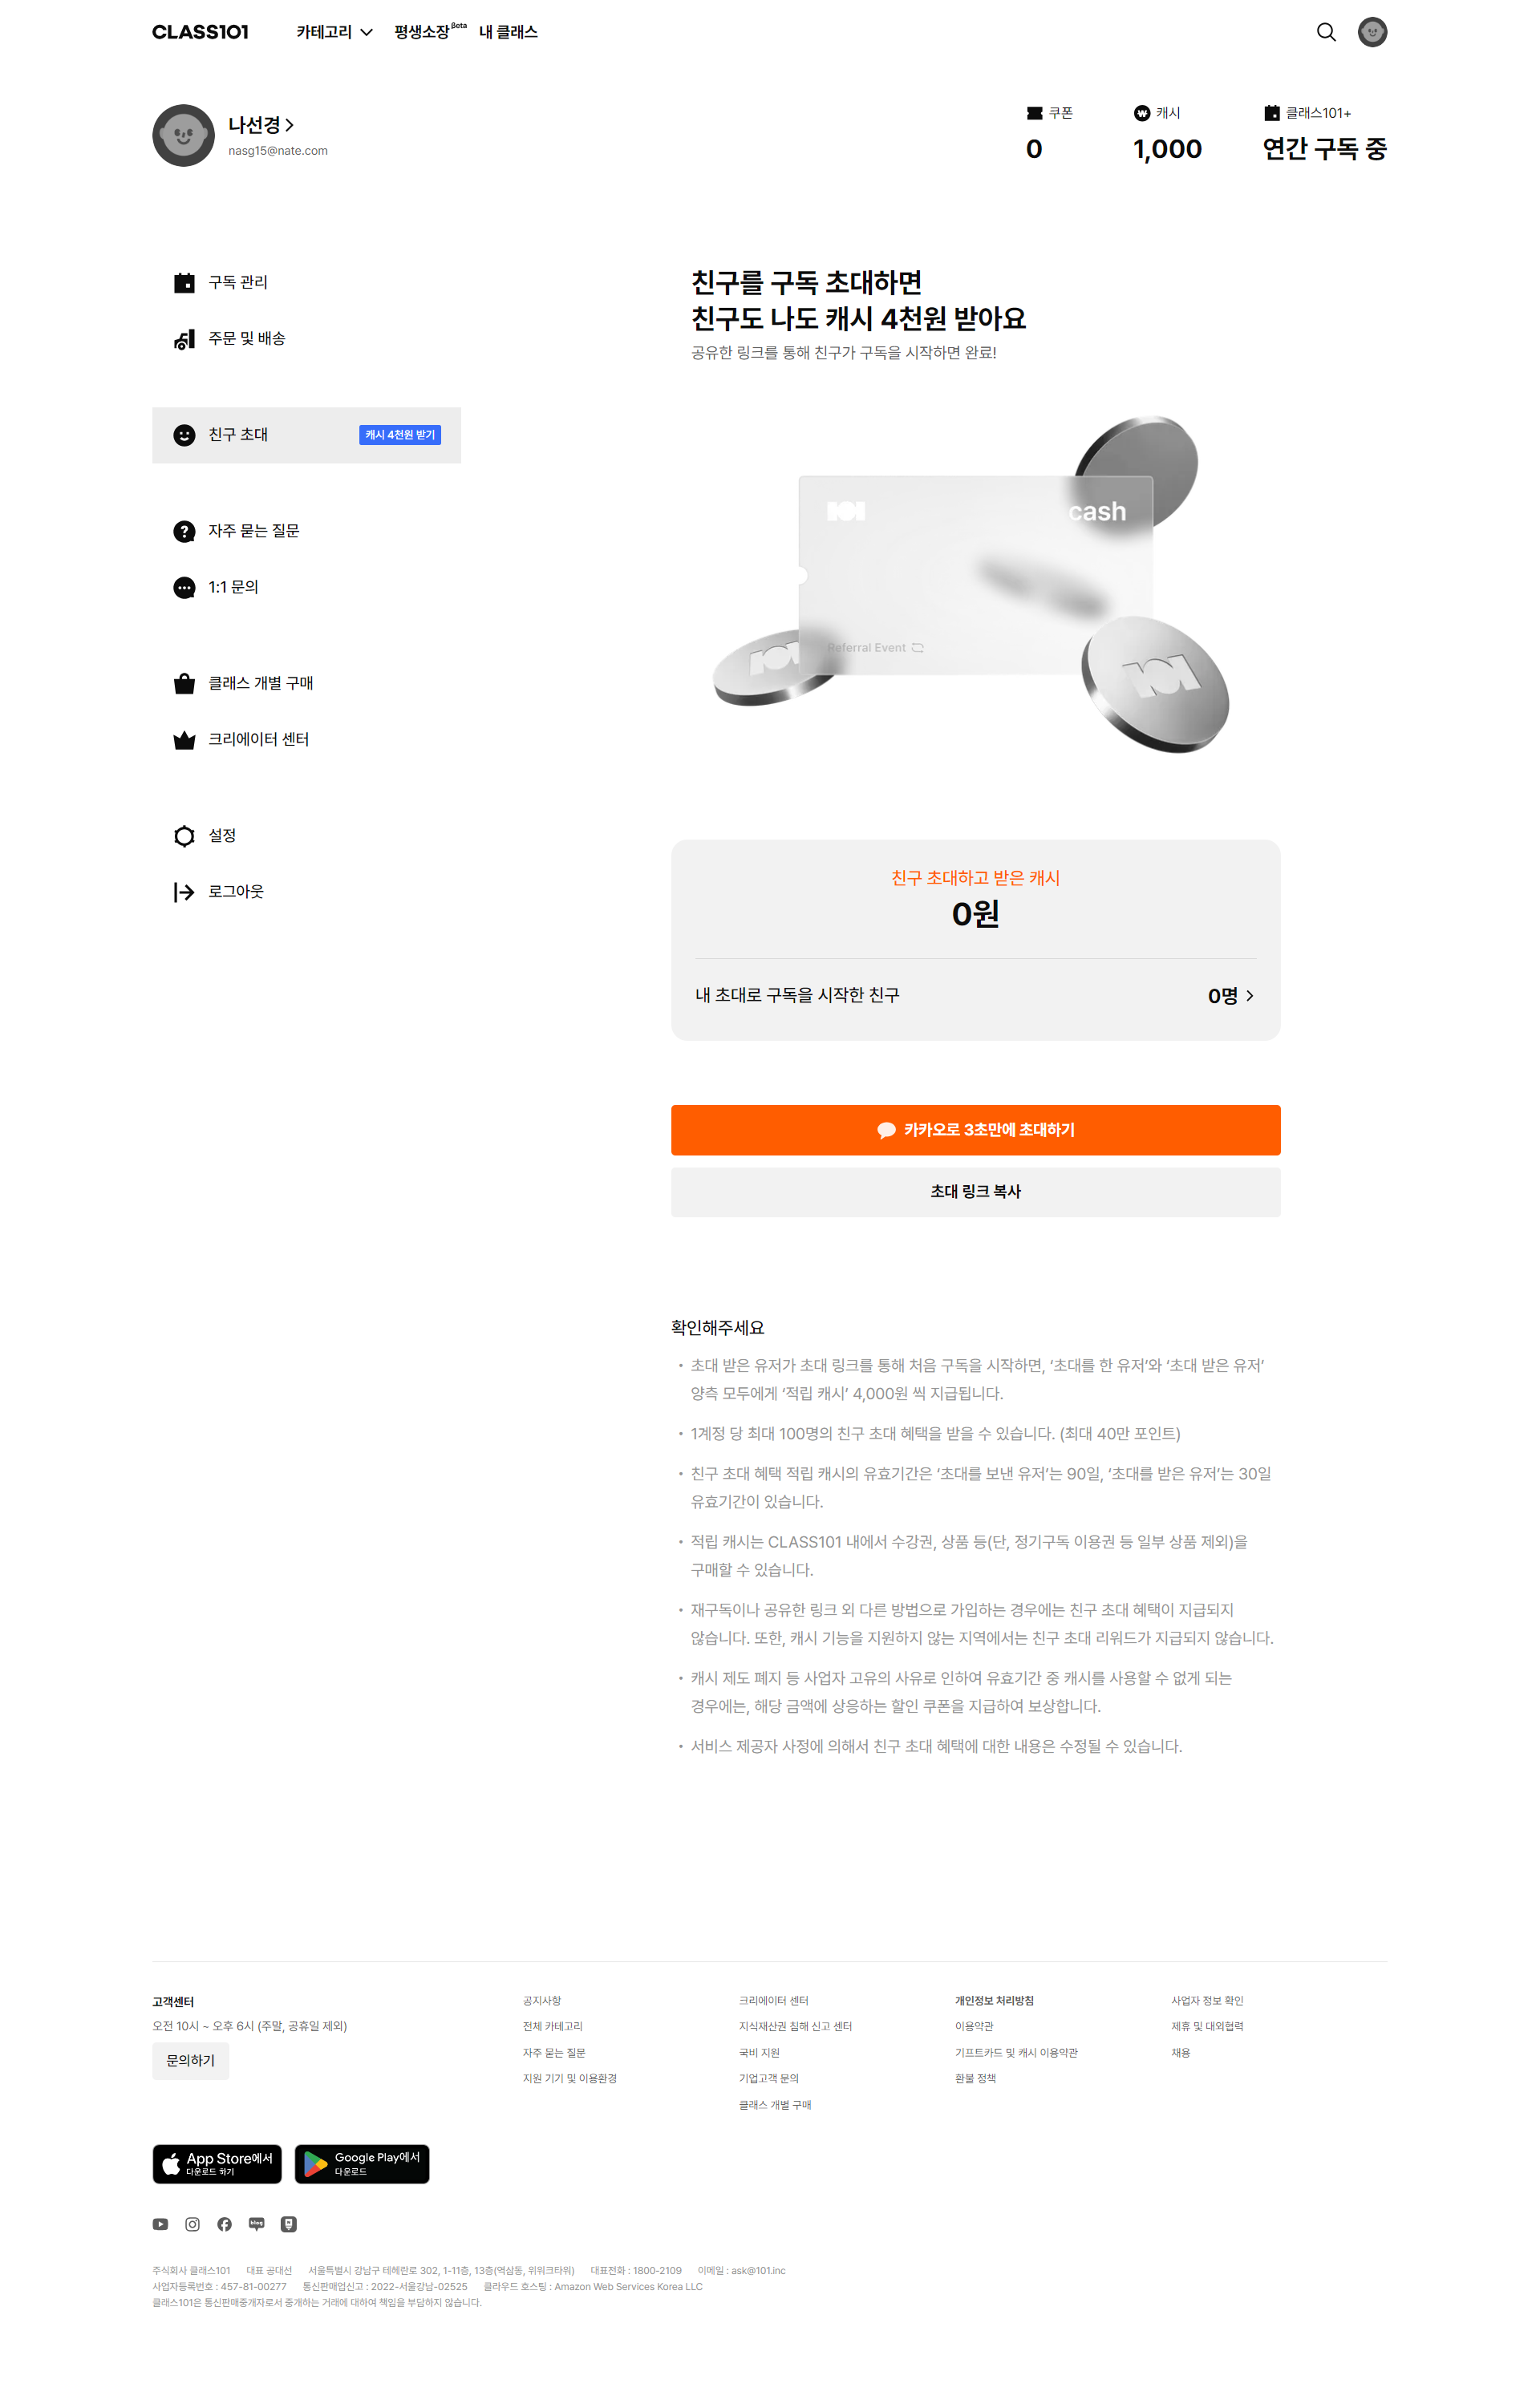 CLASS101
카테고리
평생소장 βeta
내 클래스
나선경
nasg15@nate.com
쿠폰
0
캐시
1,000
클래스101+
연간 구독 중
구독 관리
주문 및 배송
친구 초대
캐시 4천원 받기
자주 묻는 질문
1:1 문의
클래스 개별 구매
크리에이터 센터
설정
로그아웃
친구를 구독 초대하면
친구도 나도 캐시 4천원 받아요
공유한 링크를 통해 친구가 구독을 시작하면 완료!
101
cash
Referral Event
101
101
친구 초대하고 받은 캐시
0원
내 초대로 구독을 시작한 친구
0명
카카오로 3초만에 초대하기
초대 링크 복사
확인해주세요
• 초대 받은 유저가 초대 링크를 통해 처음 구독을 시작하면, ‘초대를 한 유저’와 ‘초대 받은 유저’
양측 모두에게 ‘적립 캐시’ 4,000원 씩 지급됩니다.
• 1계정 당 최대 100명의 친구 초대 혜택을 받을 수 있습니다. (최대 40만 포인트)
• 친구 초대 혜택 적립 캐시의 유효기간은 ‘초대를 보낸 유저’는 90일, ‘초대를 받은 유저’는 30일
유효기간이 있습니다.
• 적립 캐시는 CLASS101 내에서 수강권, 상품 등(단, 정기구독 이용권 등 일부 상품 제외)을
구매할 수 있습니다.
• 재구독이나 공유한 링크 외 다른 방법으로 가입하는 경우에는 친구 초대 혜택이 지급되지
않습니다. 또한, 캐시 기능을 지원하지 않는 지역에서는 친구 초대 리워드가 지급되지 않습니다.
• 캐시 제도 폐지 등 사업자 고유의 사유로 인하여 유효기간 중 캐시를 사용할 수 없게 되는
경우에는, 해당 금액에 상응하는 할인 쿠폰을 지급하여 보상합니다.
• 서비스 제공자 사정에 의해서 친구 초대 혜택에 대한 내용은 수정될 수 있습니다.
고객센터
오전 10시 ~ 오후 6시 (주말, 공휴일 제외)
문의하기
공지사항
전체 카테고리
자주 묻는 질문
지원 기기 및 이용환경
크리에이터 센터
지식재산권 침해 신고 센터
국비 지원
기업고객 문의
클래스 개별 구매
개인정보 처리방침
이용약관
기프트카드 및 캐시 이용약관
환불 정책
사업자 정보 확인
제휴 및 대외협력
채용
App Store에서
다운로드 하기
Google Play에서
다운로드
blog
주식회사 클래스101 대표 공대선 서울특별시 강남구 테헤란로 302, 1-11층, 13층(역삼동, 위워크타워) 대표전화 : 1800-2109 이메일 : ask@101.inc
사업자등록번호 : 457-81-00277 통신판매업신고 : 2022-서울강남-02525 클라우드 호스팅 : Amazon Web Services Korea LLC
클래스101은 통신판매중개자로서 중개하는 거래에 대하여 책임을 부담하지 않습니다.